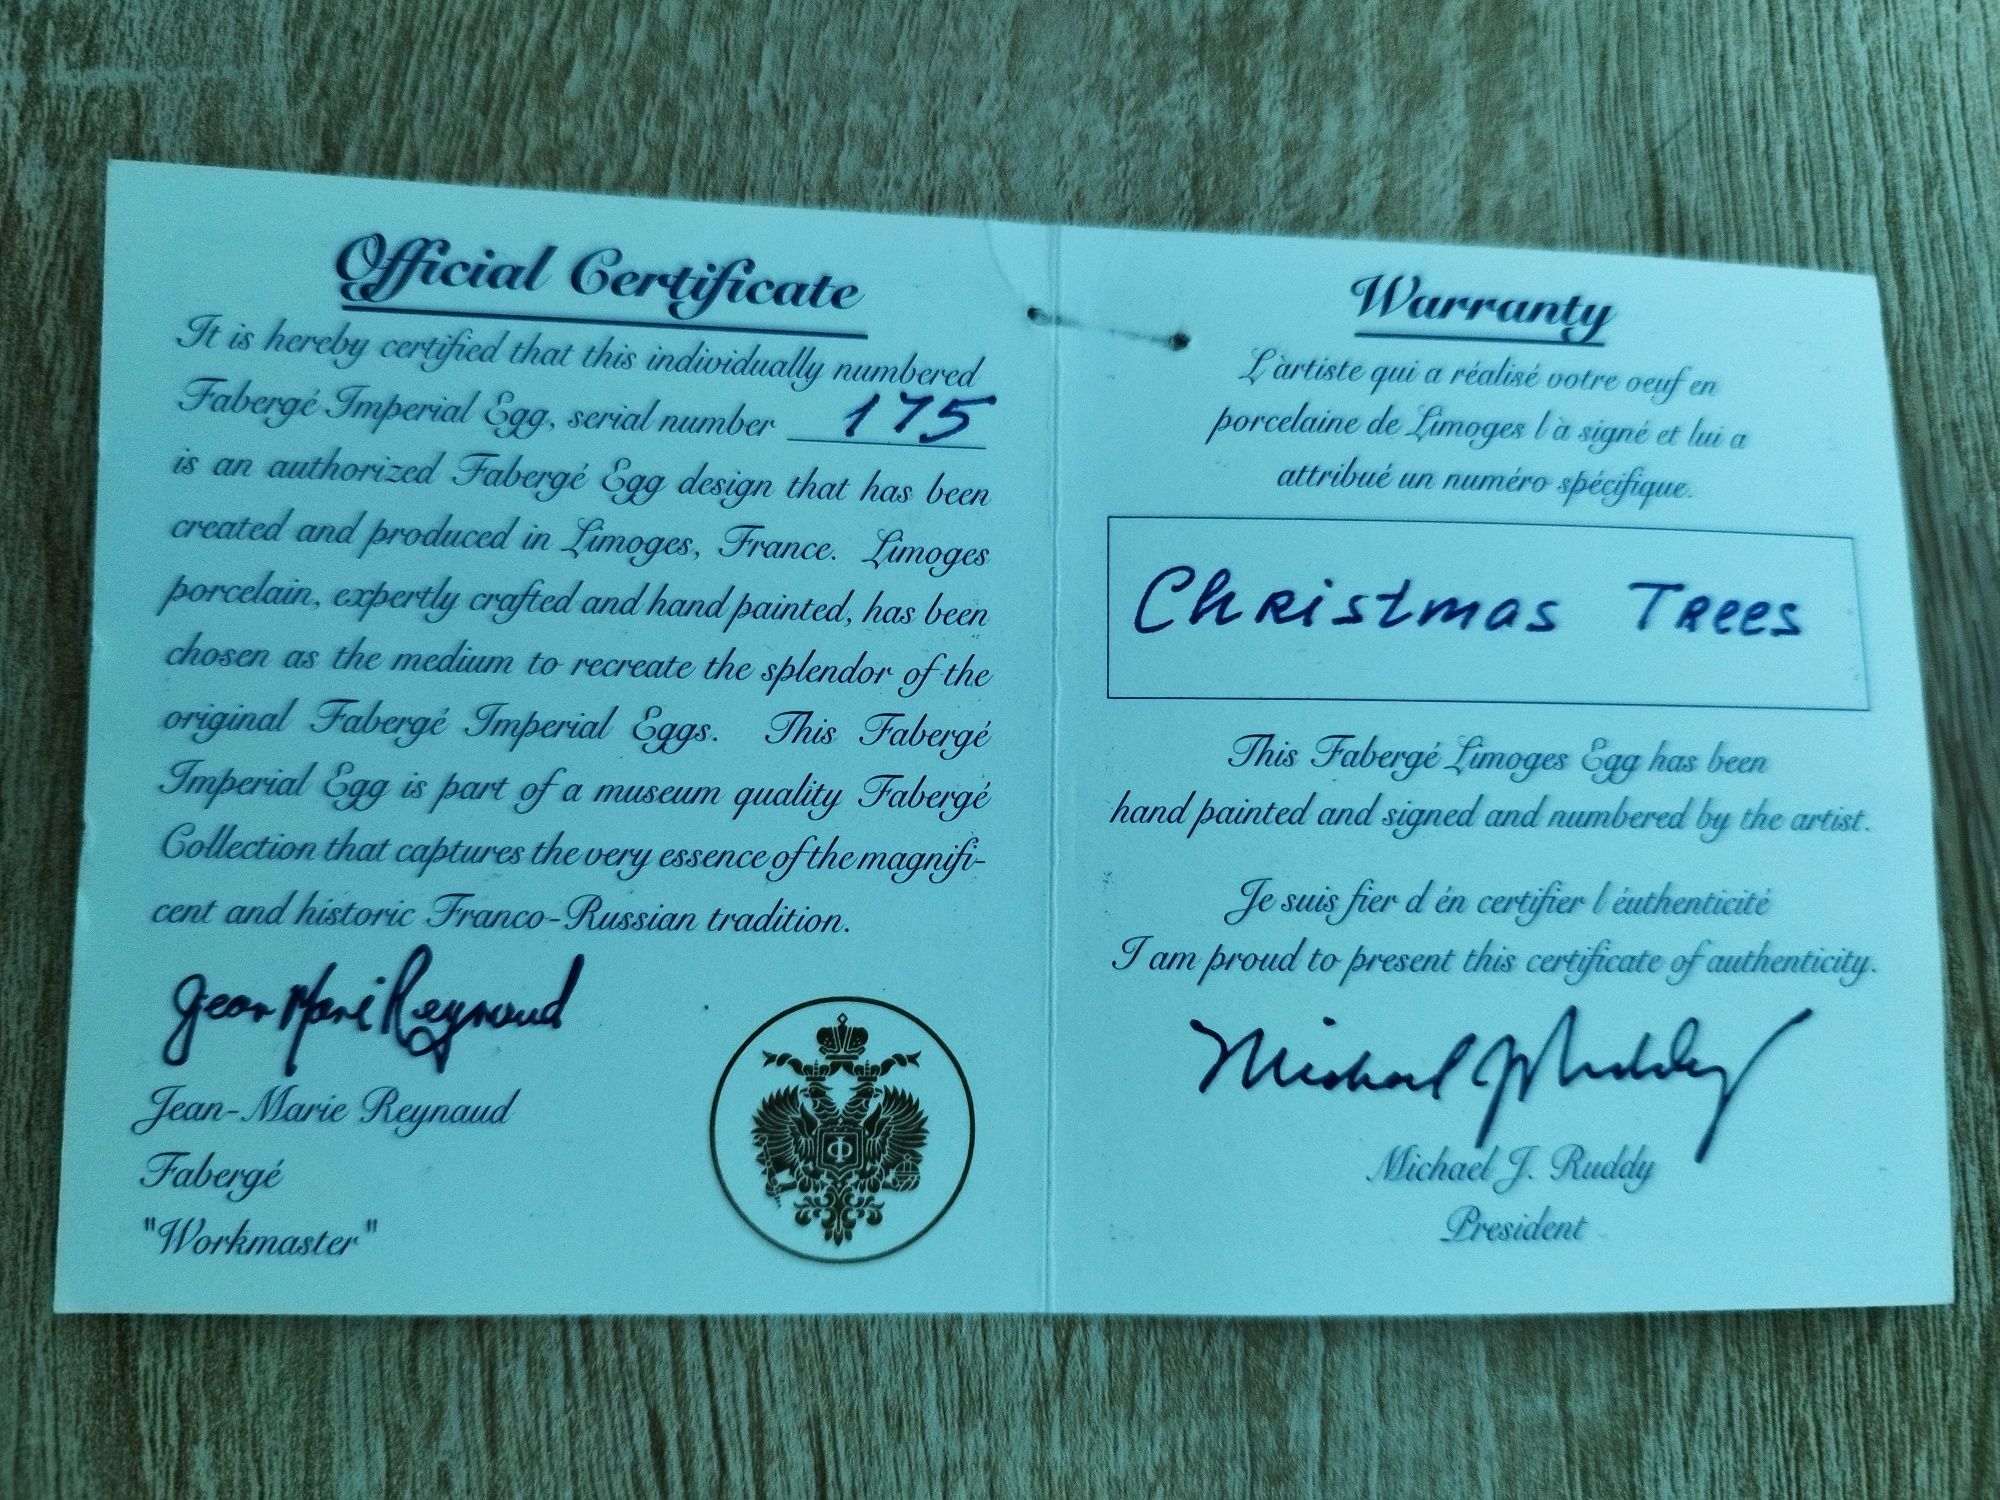 Official Certificate
It is hereby certified that this individually numbered
Fabergé Imperial Egg, serial number 175
is an authorized Fabergé Egg design that has been
created and produced in Limoges, France. Limoges
porcelain, expertly crafted and hand painted, has been
chosen as the medium to recreate the splendor of the
original Fabergé Imperial Eggs. This Fabergé
Imperial Egg is part of a museum quality Fabergé
Collection that captures the very essence of the magnifi-
cent and historic Franco-Russian tradition.
Jean Marie Reynaud
Jean-Marie Reynaud
Fabergé
"Workmaster"
Ф
Warranty
L'àrtiste qui a réalisé votre oeuf en
porcelaine de Limoges l'à signé et lui a
attribué un numéro spécifique.
Christmas Trees
This Fabergé Limoges Egg has been
hand painted and signed and numbered by the artist.
Je suis fier d'én certifier l'éuthenticité
I am proud to present this certificate of authenticity.
Michael J Ruddy
Michael J. Ruddy
President